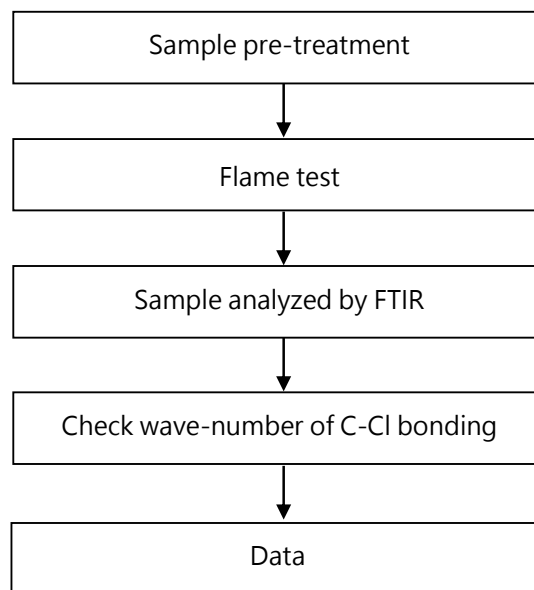 Sample pre-treatment
Flame test
Sample analyzed by FTIR
Check wave-number of C-Cl bonding
Data